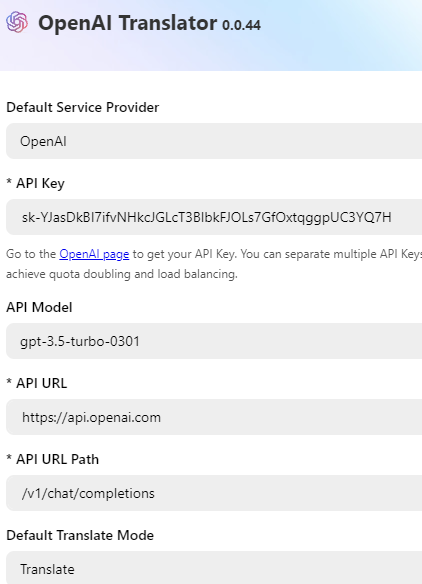 OpenAI Translator 0.0.44
Default Service Provider
OpenAI
* API Key
Go to the OpenAI page to get your API Key. You can separate multiple API Keys
achieve quota doubling and load balancing.
API Model
gpt-3.5-turbo-0301
* API URL
https://api.openai.com
* API URL Path
/v1/chat/completions
Default Translate Mode
Translate